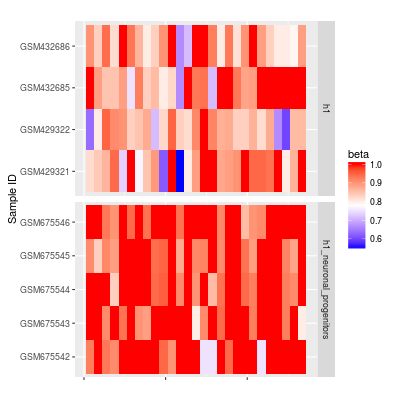 GSM432686
GSM432685
GSM429322
GSM429321
h1
GSM675546
GSM675545
GSM675544
GSM675543
GSM675542
h1_neuronal_progenitors
Sample ID
beta
1.0
0.9
0.8
0.7
0.6